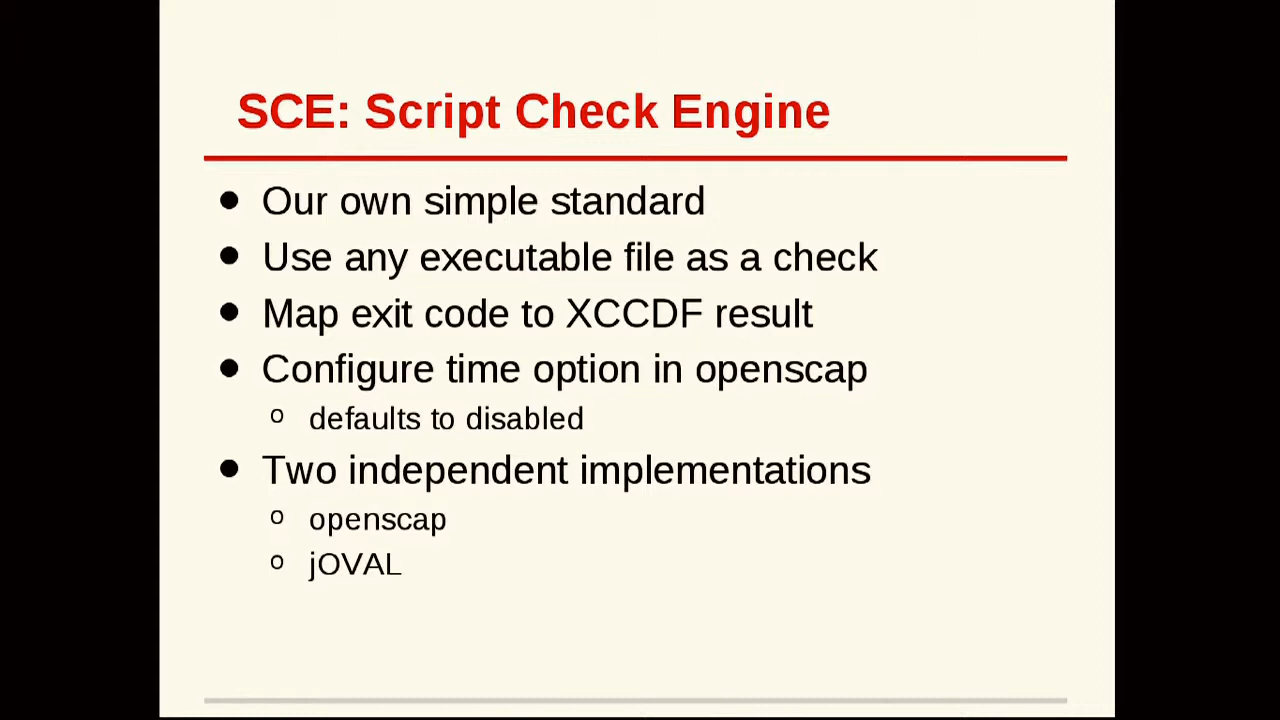 SCE: Script Check Engine
● Our own simple standard
● Use any executable file as a check
● Map exit code to XCCDF result
● Configure time option in openscap
o defaults to disabled
● Two independent implementations
o openscap
o jOVAL